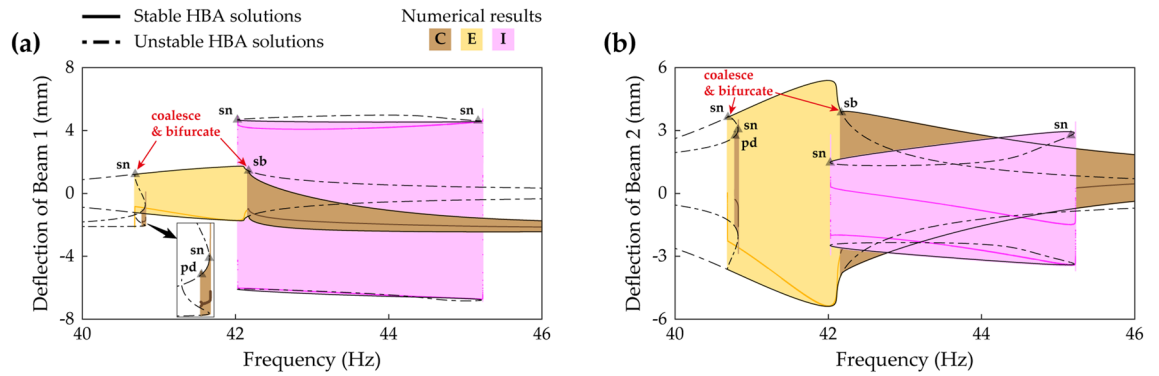 Stable HBA solutions
Unstable HBA solutions
Numerical results
C E I
(a)
Deflection of Beam 1 (mm)
8
4
0
-4
-8
coalesce
& bifurcate
sn
sb
sn
sn
sn
pd
40
42
44
46
Frequency (Hz)
(b)
Deflection of Beam 2 (mm)
6
3
0
-3
-6
coalesce
& bifurcate
sn
sn
pd
sb
sn
sn
40
42
44
46
Frequency (Hz)